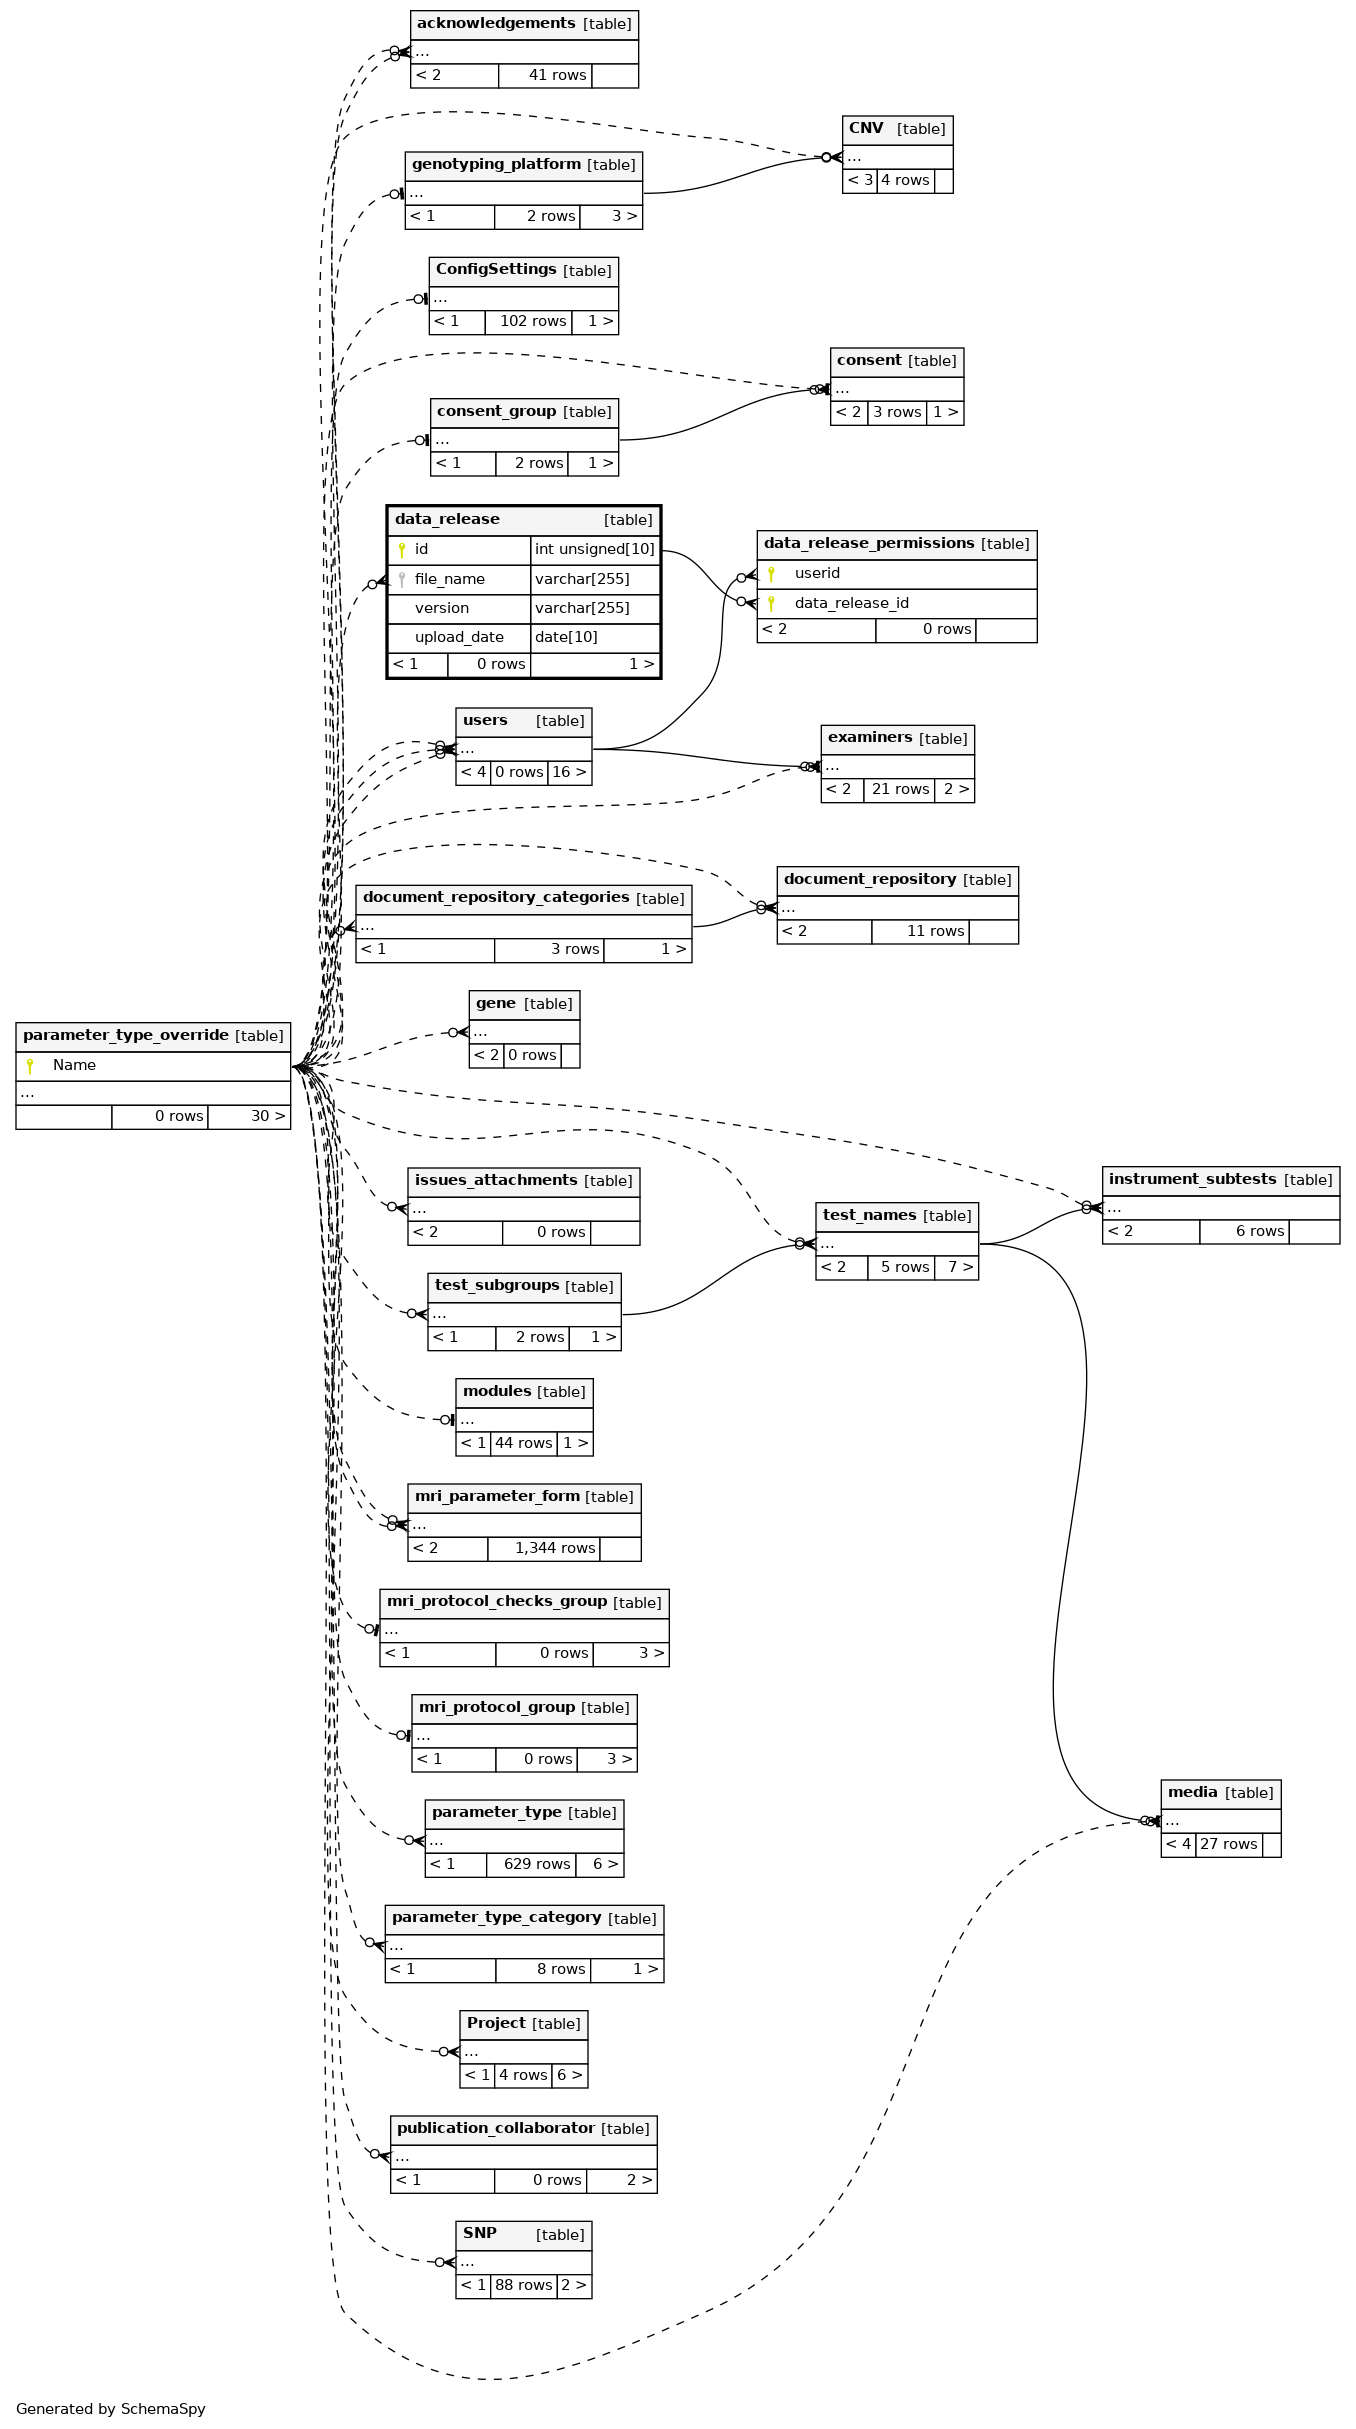 acknowledgements [table]
...
< 2 41 rows
CNV [table]
...
< 3 4 rows
genotyping_platform [table]
...
< 1 2 rows 3 >
ConfigSettings [table]
...
< 1 102 rows 1 >
consent [table]
...
< 2 3 rows 1 >
consent_group [table]
...
< 1 2 rows 1 >
data_release [table]
id int unsigned[10]
file_name varchar[255]
version varchar[255]
upload_date date[10]
< 1 0 rows 1 >
data_release_permissions [table]
userid
data_release_id
< 2 0 rows
users [table]
...
< 4 0 rows 16 >
examiners [table]
...
< 2 21 rows 2 >
document_repository [table]
...
< 2 11 rows
document_repository_categories [table]
...
< 1 3 rows 1 >
gene [table]
...
< 2 0 rows
parameter_type_override [table]
Name
...
0 rows 30 >
issues_attachments [table]
...
< 2 0 rows
instrument_subtests [table]
...
< 2 6 rows
test_names [table]
...
< 2 5 rows 7 >
test_subgroups [table]
...
< 1 2 rows 1 >
modules [table]
...
< 1 44 rows 1 >
mri_parameter_form [table]
...
< 2 1,344 rows
mri_protocol_checks_group [table]
...
< 1 0 rows 3 >
mri_protocol_group [table]
...
< 1 0 rows 3 >
media [table]
...
< 4 27 rows
parameter_type [table]
...
< 1 629 rows 6 >
parameter_type_category [table]
...
< 1 8 rows 1 >
Project [table]
...
< 1 4 rows 6 >
publication_collaborator [table]
...
< 1 0 rows 2 >
SNP [table]
...
< 1 88 rows 2 >
Generated by SchemaSpy